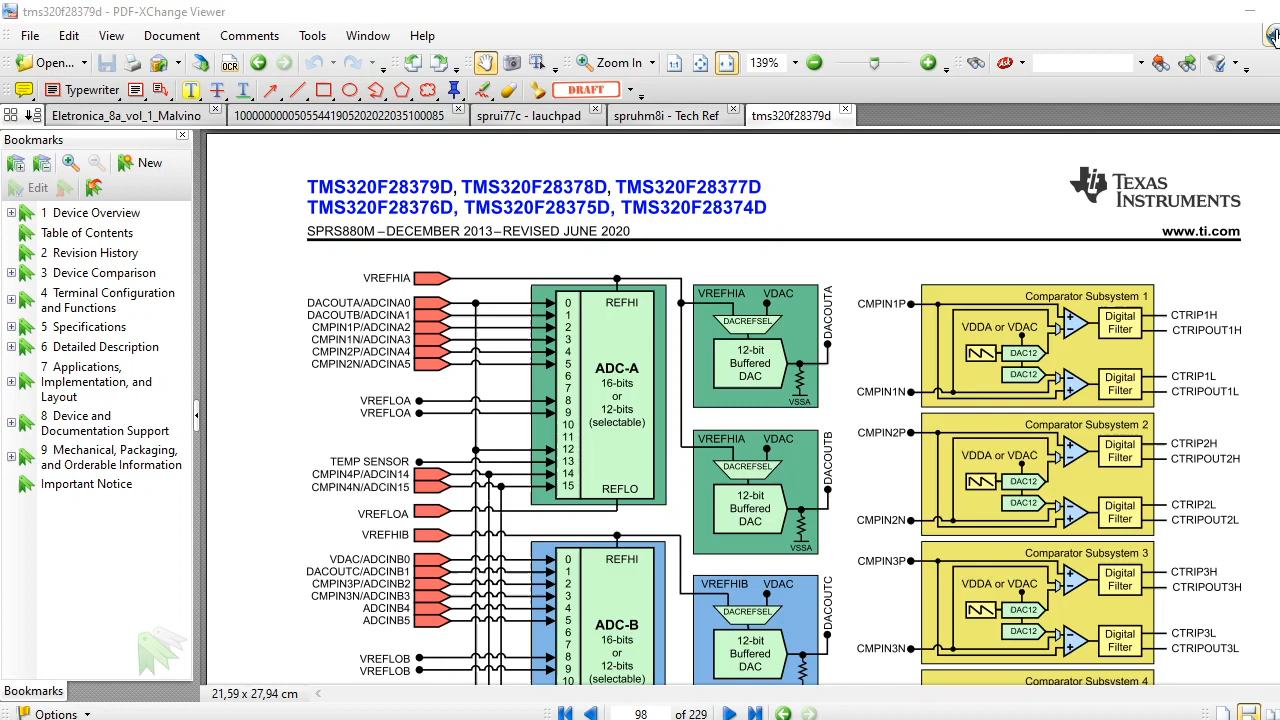 tms320f28379d - PDF-XChange Viewer
File Edit View Document Comments Tools Window Help
Open... OCR Zoom In 1:1 139%
Typewriter T T T DRAFT
Eletronica_8a_vol_1_Malvino 10000000005055441905202022035100085 sprui77c - lauchpad spruhm8i - Tech Ref tms320f28379d
Bookmarks
New
Edit
1 Device Overview
Table of Contents
2 Revision History
3 Device Comparison
4 Terminal Configuration
and Functions
5 Specifications
6 Detailed Description
7 Applications,
Implementation, and
Layout
8 Device and
Documentation Support
9 Mechanical, Packaging,
and Orderable Information
Important Notice
Bookmarks
Options
TMS320F28379D, TMS320F28378D, TMS320F28377D
TMS320F28376D, TMS320F28375D, TMS320F28374D
SPRS880M – DECEMBER 2013 – REVISED JUNE 2020
TEXAS
INSTRUMENTS
www.ti.com
VREFHIA
DACOUTA/ADCINA0
DACOUTB/ADCINA1
CMPIN1P/ADCINA2
CMPIN1N/ADCINA3
CMPIN2P/ADCINA4
CMPIN2N/ADCINA5
VREFLOA
VREFLOA
TEMP SENSOR
CMPIN4P/ADCIN14
CMPIN4N/ADCIN15
VREFLOA
VREFHIB
VDAC/ADCINB0
DACOUTC/ADCINB1
CMPIN3P/ADCINB2
CMPIN3N/ADCINB3
ADCINB4
ADCINB5
VREFLOB
VREFLOB
0
1
2
3
4
5
6
7
8
9
10
11
12
13
14
15
REFHI
ADC-A
16-bits
or
12-bits
(selectable)
REFLO
0
1
2
3
4
5
6
7
8
9
10
REFHI
ADC-B
16-bits
or
12-bits
(selectable)
VREFHIA VDAC
DACREFSEL
12-bit
Buffered
DAC
VSSA
DACOUTA
VREFHIA VDAC
DACREFSEL
12-bit
Buffered
DAC
VSSA
DACOUTB
VREFHIB VDAC
DACREFSEL
12-bit
Buffered
DAC
DACOUTC
CMPIN1P
CMPIN1N
Comparator Subsystem 1
VDDA or VDAC
DAC12
DAC12
Digital
Filter
Digital
Filter
CTRIP1H
CTRIPOUT1H
CTRIP1L
CTRIPOUT1L
CMPIN2P
CMPIN2N
Comparator Subsystem 2
VDDA or VDAC
DAC12
DAC12
Digital
Filter
Digital
Filter
CTRIP2H
CTRIPOUT2H
CTRIP2L
CTRIPOUT2L
CMPIN3P
CMPIN3N
Comparator Subsystem 3
VDDA or VDAC
DAC12
DAC12
Digital
Filter
Digital
Filter
CTRIP3H
CTRIPOUT3H
CTRIP3L
CTRIPOUT3L
Comparator Subsystem 4
21,59 x 27,94 cm
98 of 229